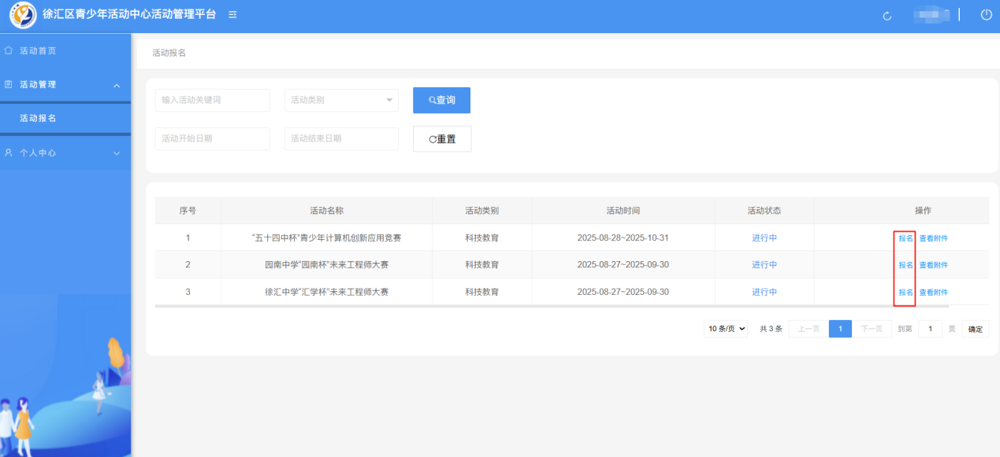 徐汇区青少年活动中心活动管理平台
活动首页
活动管理
活动报名
个人中心
活动报名
输入活动关键词 活动类别 查询
活动开始日期 活动结束日期 重置
序号 活动名称 活动类别 活动时间 活动状态 操作
1 “五十四中杯”青少年计算机创新应用竞赛 科技教育 2025-08-28~2025-10-31 进行中 报名 查看附件
2 园南中学“园南杯”未来工程师大赛 科技教育 2025-08-27~2025-09-30 进行中 报名 查看附件
3 徐汇中学“汇学杯”未来工程师大赛 科技教育 2025-08-27~2025-09-30 进行中 报名 查看附件
10 条/页 共 3 条 上一页 1 下一页 到第 1 页 确定